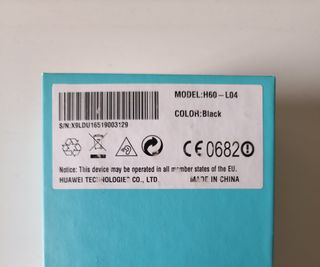 MODEL:H60-L04
COLOR:Black
S/N:X9LDU16519003129
CE0682
Notice: This device may be operated in all member states of the EU.
HUAWEI TECHNOLOGIES CO., LTD. MADE IN CHINA